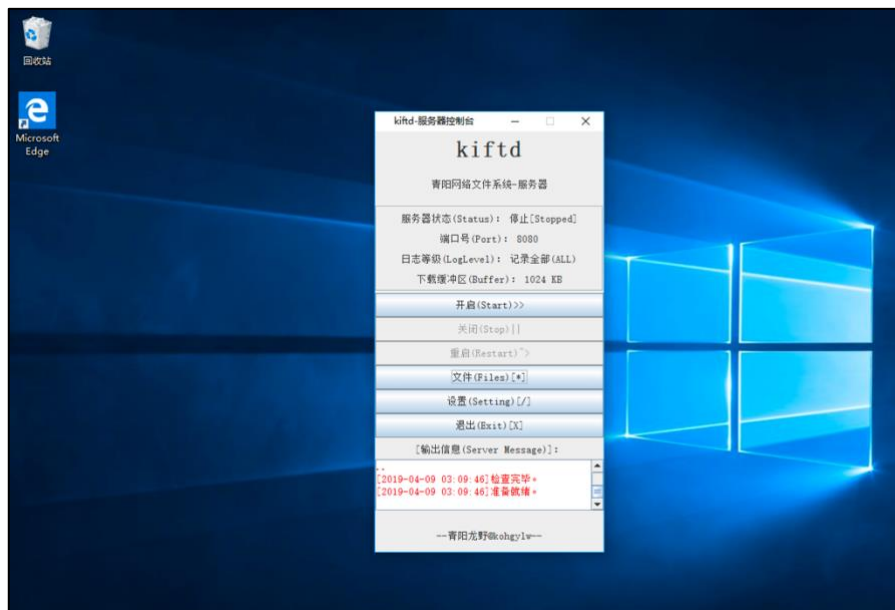 回收站
Microsoft
Edge
kiftd-服务器控制台
kiftd
青阳网络文件系统-服务器
服务器状态(Status): 停止[Stopped]
端口号(Port): 8080
日志等级(LogLevel): 记录全部(ALL)
下载缓冲区(Buffer): 1024 KB
开启(Start)>>
关闭(Stop)||
重启(Restart)~>
文件(Files)[*]
设置(Setting)[/]
退出(Exit)[X]
[输出信息(Server Message)]:
..
[2019-04-09 03:09:46]检查完毕。
[2019-04-09 03:09:46]准备就绪。
--青阳龙野@kohgylw--